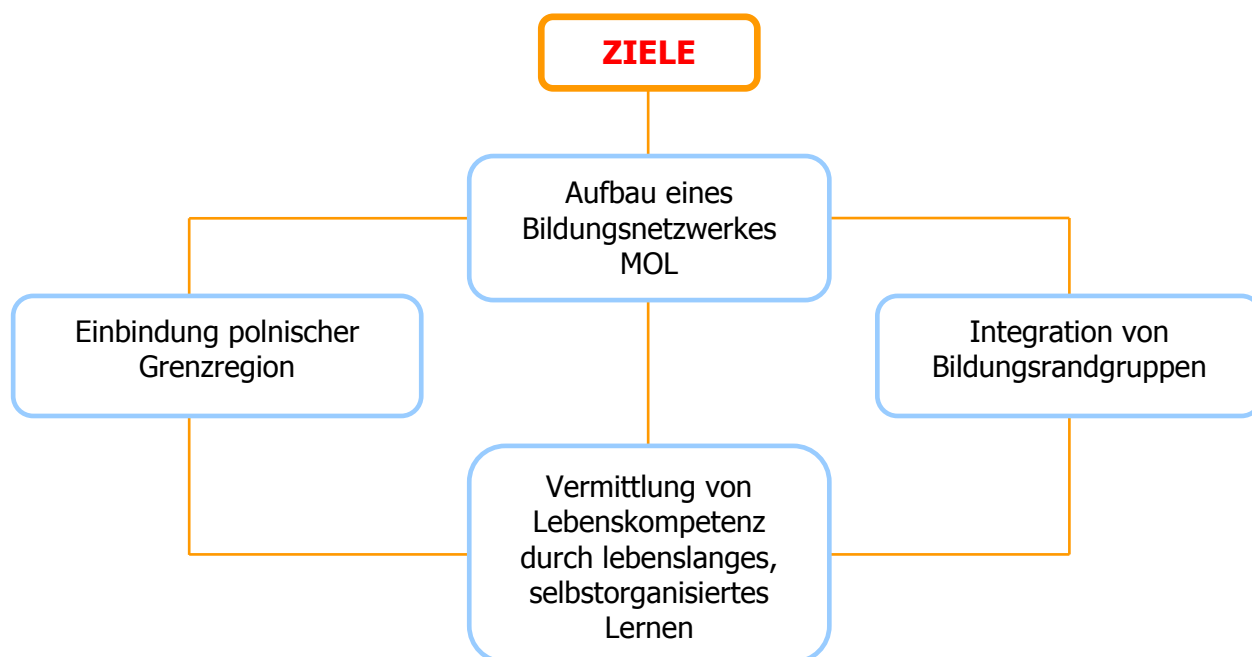 ZIELE
Aufbau eines
Bildungsnetzwerkes
MOL
Einbindung polnischer
Grenzregion
Integration von
Bildungsrandgruppen
Vermittlung von
Lebenskompetenz
durch lebenslanges,
selbstorganisiertes
Lernen